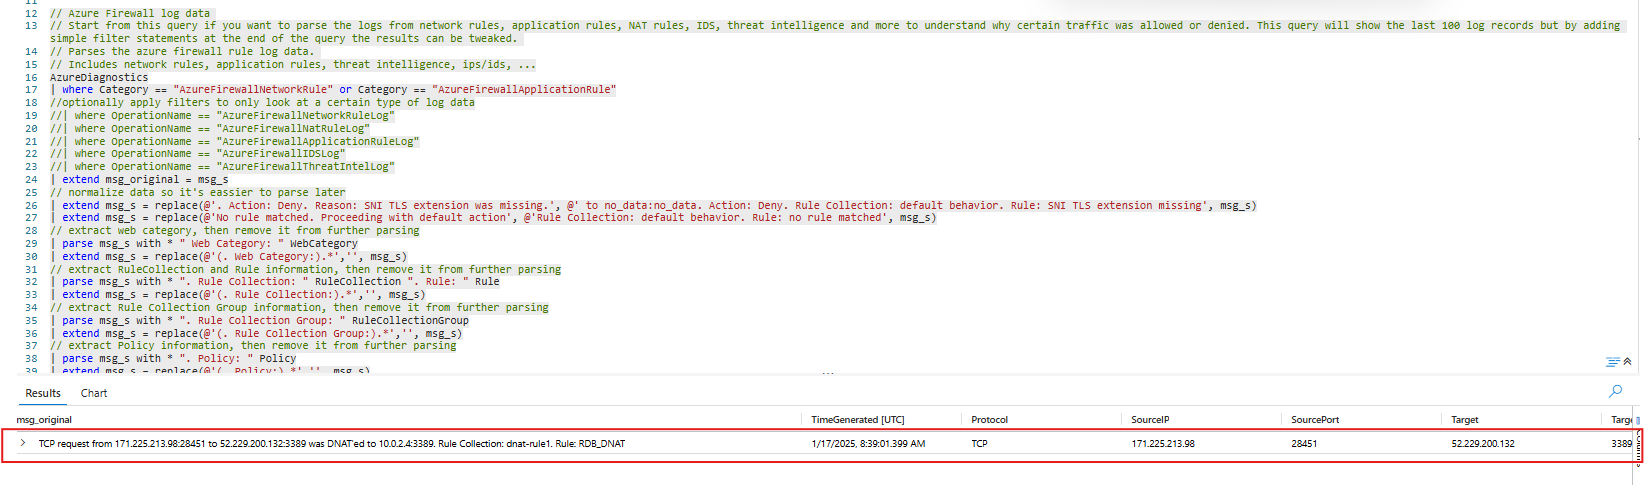 12 // Azure Firewall log data
13 // Start from this query if you want to parse the logs from network rules, application rules, NAT rules, IDS, threat intelligence and more to understand why certain traffic was allowed or denied. This query will show the last 100 log records but by adding
simple filter statements at the end of the query the results can be tweaked.
14 // Parses the azure firewall rule log data.
15 // Includes network rules, application rules, threat intelligence, ips/ids, ...
16 AzureDiagnostics
17 | where Category == "AzureFirewallNetworkRule" or Category == "AzureFirewallApplicationRule"
18 //optionally apply filters to only look at a certain type of log data
19 //| where OperationName == "AzureFirewallNetworkRuleLog"
20 //| where OperationName == "AzureFirewallNatRuleLog"
21 //| where OperationName == "AzureFirewallApplicationRuleLog"
22 //| where OperationName == "AzureFirewallIDSLog"
23 //| where OperationName == "AzureFirewallThreatIntelLog"
24 | extend msg_original = msg_s
25 // normalize data so it's eassier to parse later
26 | extend msg_s = replace(@'. Action: Deny. Reason: SNI TLS extension was missing.', @' to no_data:no_data. Action: Deny. Rule Collection: default behavior. Rule: SNI TLS extension missing', msg_s)
27 | extend msg_s = replace(@'No rule matched. Proceeding with default action', @'Rule Collection: default behavior. Rule: no rule matched', msg_s)
28 // extract web category, then remove it from further parsing
29 | parse msg_s with * " Web Category: " WebCategory
30 | extend msg_s = replace(@'(. Web Category:).*','', msg_s)
31 // extract RuleCollection and Rule information, then remove it from further parsing
32 | parse msg_s with * ". Rule Collection: " RuleCollection ". Rule: " Rule
33 | extend msg_s = replace(@'(. Rule Collection:).*','', msg_s)
34 // extract Rule Collection Group information, then remove it from further parsing
35 | parse msg_s with * ". Rule Collection Group: " RuleCollectionGroup
36 | extend msg_s = replace(@'(. Rule Collection Group:).*','', msg_s)
37 // extract Policy information, then remove it from further parsing
38 | parse msg_s with * ". Policy: " Policy
39 | extend msg_s = replace(@'(. Policy:).*','', msg_s)
Results Chart
msg_original TimeGenerated [UTC] Protocol SourceIP SourcePort Target
TCP request from 171.225.213.98:28451 to 52.229.200.132:3389 was DNAT'ed to 10.0.2.4:3389. Rule Collection: dnat-rule1. Rule: RDB_DNAT 1/17/2025, 8:39:01.399 AM TCP 171.225.213.98 28451 52.229.200.132 3389